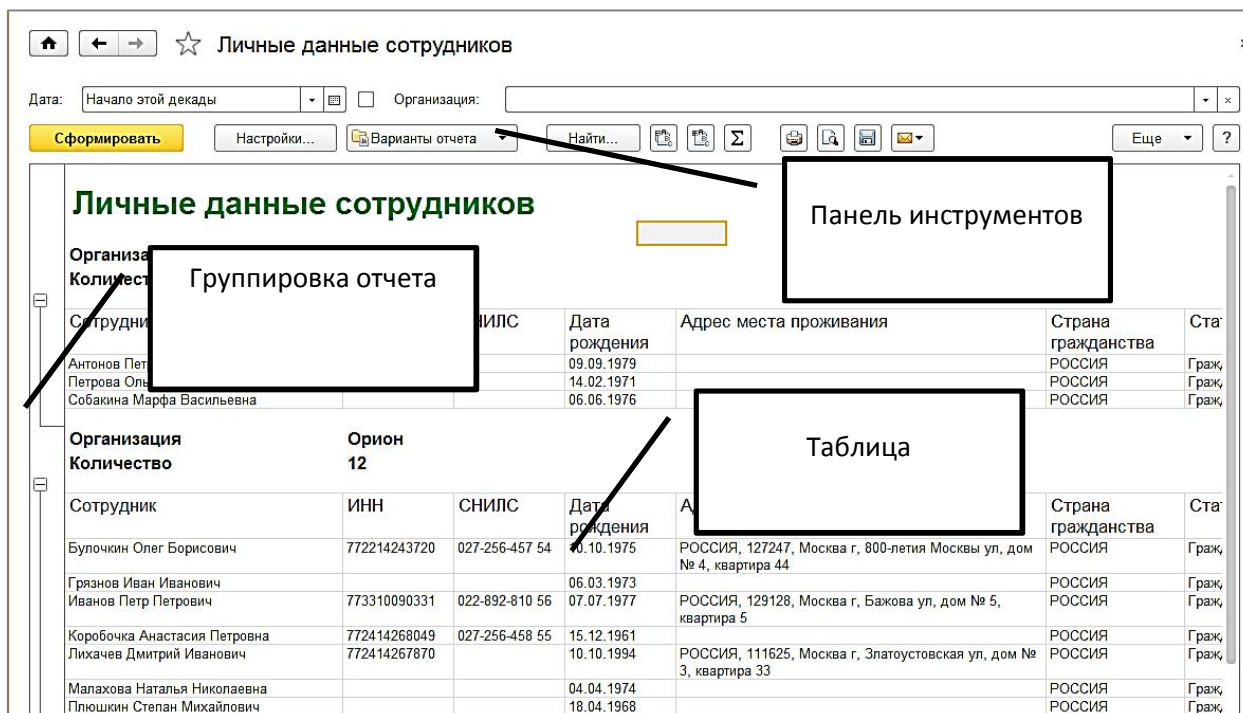 Личные данные сотрудников
Дата: Начало этой декады Организация:
Сформировать Настройки... Варианты отчета Найти... Σ Еще ?
Личные данные сотрудников
Панель инструментов
Группировка отчета
Дата Адрес места проживания Страна
рождения гражданства
09.09.1979 РОССИЯ
14.02.1971 РОССИЯ
Собакина Марфа Васильевна 06.06.1976 РОССИЯ
Таблица
Организация Орион
Количество 12
Сотрудник ИНН СНИЛС Дата Страна
рождения гражданства
Булочкин Олег Борисович 772214243720 027-256-457 54 10.10.1975 РОССИЯ, 127247, Москва г, 800-летия Москвы ул, дом РОССИЯ
№ 4, квартира 44
Грязнов Иван Иванович 06.03.1973 РОССИЯ
Иванов Петр Петрович 773310090331 022-892-810 56 07.07.1977 РОССИЯ, 129128, Москва г, Бажова ул, дом № 5, РОССИЯ
квартира 5
Коробочка Анастасия Петровна 772414268049 027-256-458 55 15.12.1961 РОССИЯ
Лихачев Дмитрий Иванович 772414267870 10.10.1994 РОССИЯ, 111625, Москва г, Златоустовская ул, дом № РОССИЯ
3, квартира 33
Малахова Наталья Николаевна 04.04.1974 РОССИЯ
Плюшкин Степан Михайлович 18.04.1968 РОССИЯ